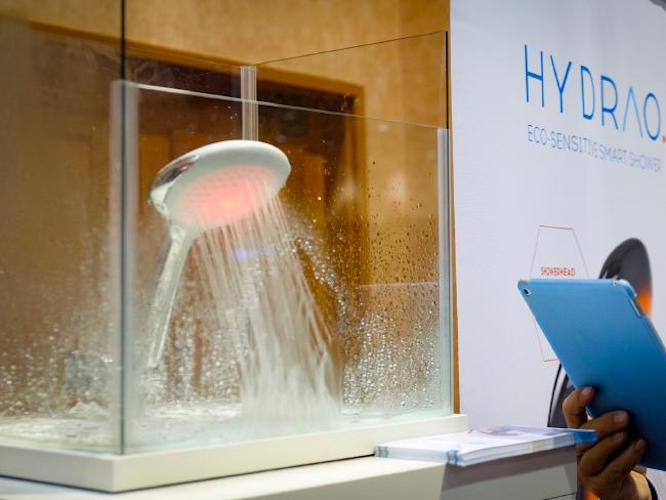 HYDRAO.
ECO-SENSITIVE SMART SHOWER
SHOWERHEAD